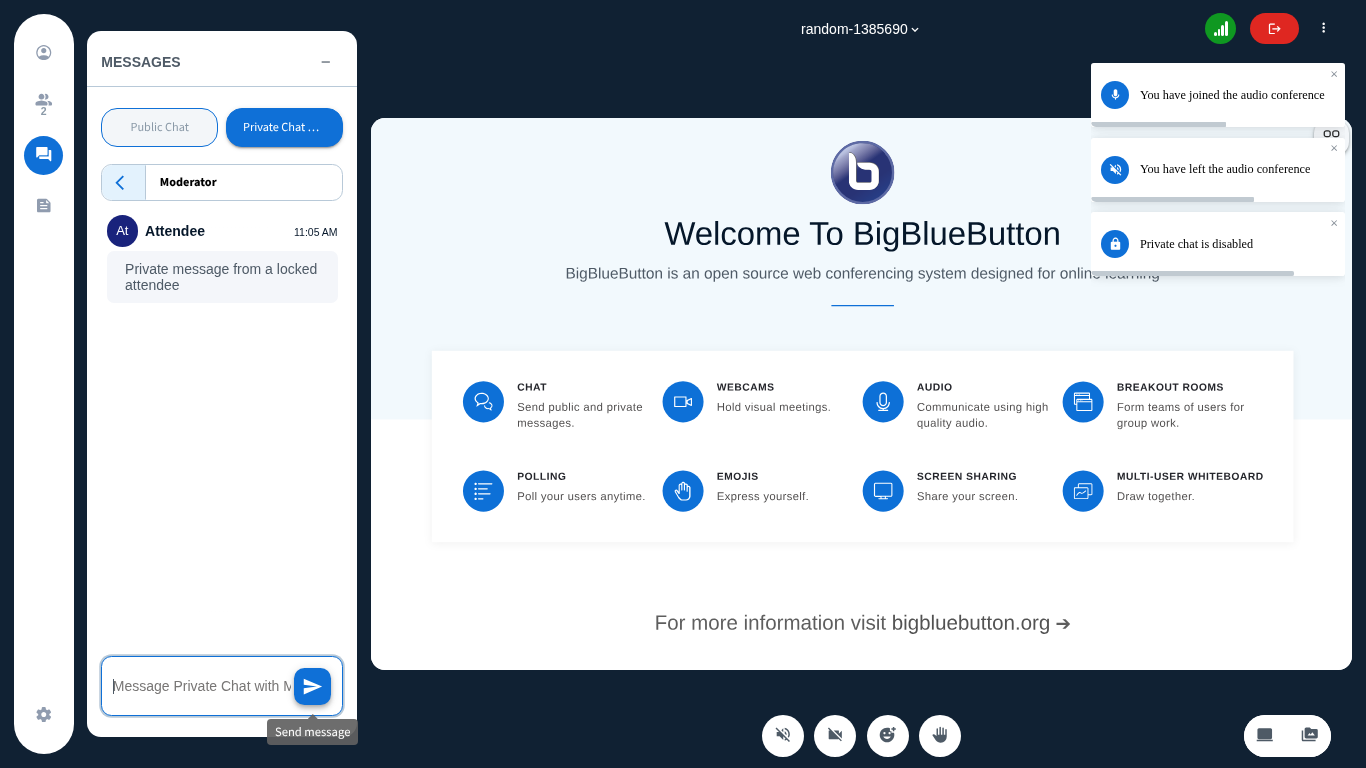 random-1385690
2
MESSAGES
Public Chat
Private Chat ...
Moderator
At
Attendee
11:05 AM
Private message from a locked
attendee
Message Private Chat with M
Send message
You have joined the audio conference
You have left the audio conference
Private chat is disabled
Welcome To BigBlueButton
BigBlueButton is an open source web conferencing system designed for online learning
CHAT
Send public and private
messages.
WEBCAMS
Hold visual meetings.
AUDIO
Communicate using high
quality audio.
BREAKOUT ROOMS
Form teams of users for
group work.
POLLING
Poll your users anytime.
EMOJIS
Express yourself.
SCREEN SHARING
Share your screen.
MULTI-USER WHITEBOARD
Draw together.
For more information visit bigbluebutton.org ➔